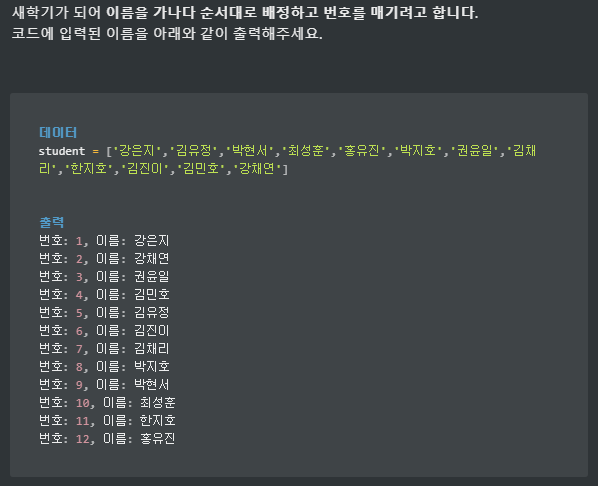 새학기가 되어 이름을 가나다 순서대로 배정하고 번호를 매기려고 합니다.
코드에 입력된 이름을 아래와 같이 출력해주세요.
데이터
student = ['강은지','김유정','박현서','최성훈','홍유진','박지호','권윤일','김채
리','한지호','김진이','김민호','강채연']
출력
번호: 1, 이름: 강은지
번호: 2, 이름: 강채연
번호: 3, 이름: 권윤일
번호: 4, 이름: 김민호
번호: 5, 이름: 김유정
번호: 6, 이름: 김진이
번호: 7, 이름: 김채리
번호: 8, 이름: 박지호
번호: 9, 이름: 박현서
번호: 10, 이름: 최성훈
번호: 11, 이름: 한지호
번호: 12, 이름: 홍유진